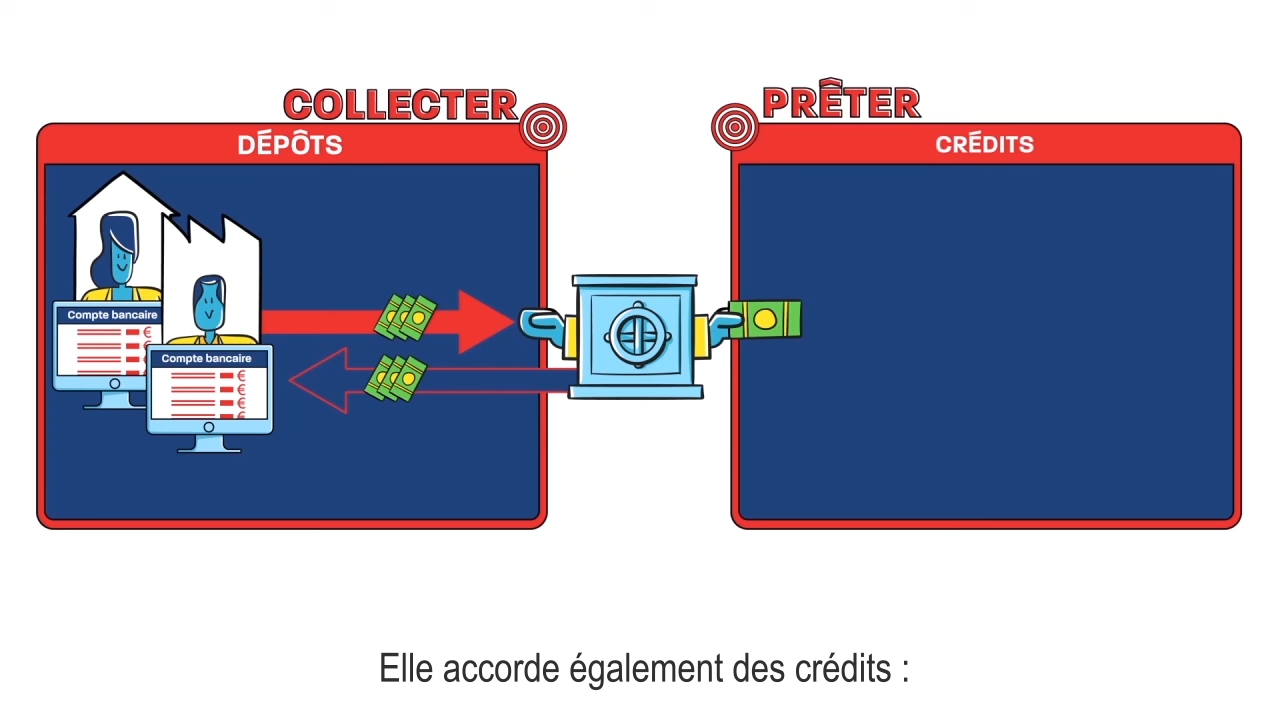 COLLECTER
PRÊTER
DÉPÔTS
CRÉDITS
Compte bancaire
€
Compte bancaire
€
€
€
Elle accorde également des crédits :